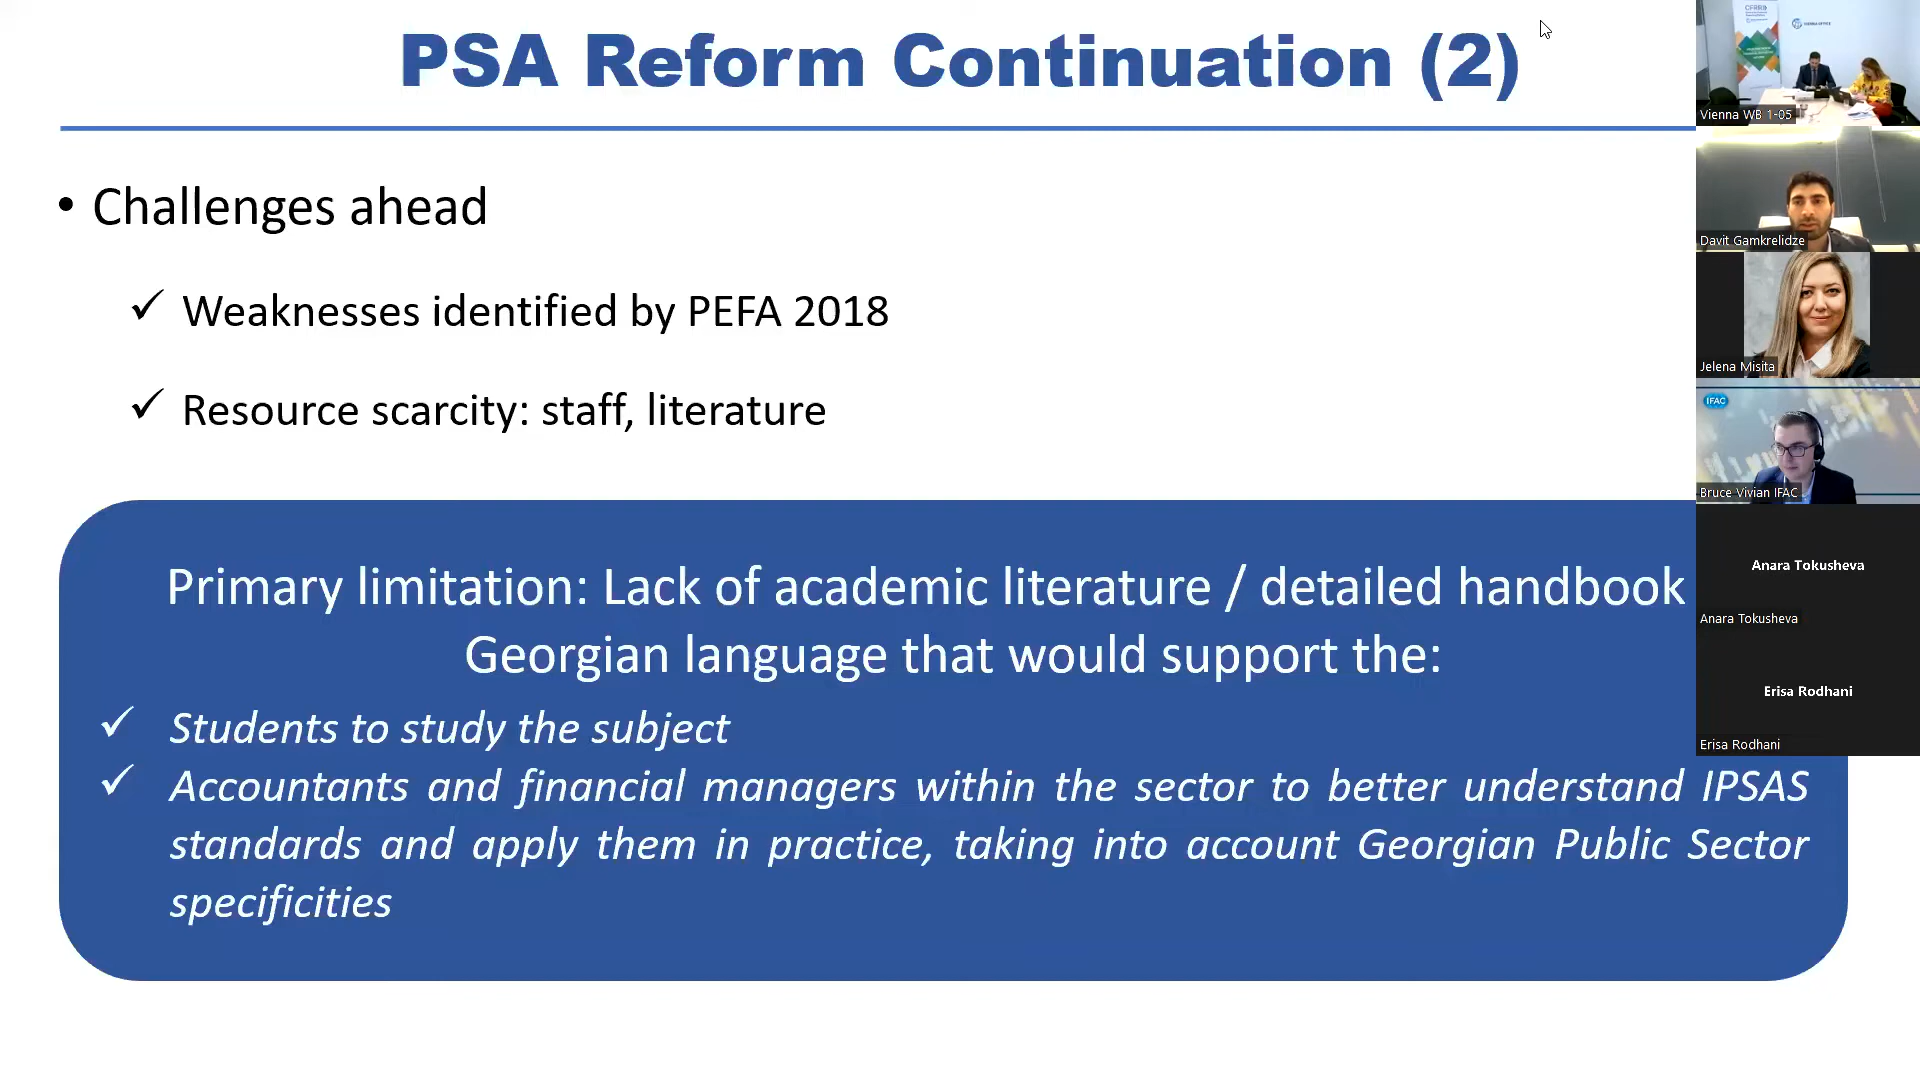 PSA Reform Continuation (2)
• Challenges ahead
✓ Weaknesses identified by PEFA 2018
✓ Resource scarcity: staff, literature
Primary limitation: Lack of academic literature / detailed handbook
Georgian language that would support the:
✓ Students to study the subject
✓ Accountants and financial managers within the sector to better understand IPSAS
standards and apply them in practice, taking into account Georgian Public Sector
specificities
CFRR
VIENNA OFFICE
Vienna WB 1-05
Davit Gamkrelidze
Jelena Misita
IFAC
Bruce Vivian IFAC
Anara Tokusheva
Anara Tokusheva
Erisa Rodhani
Erisa Rodhani